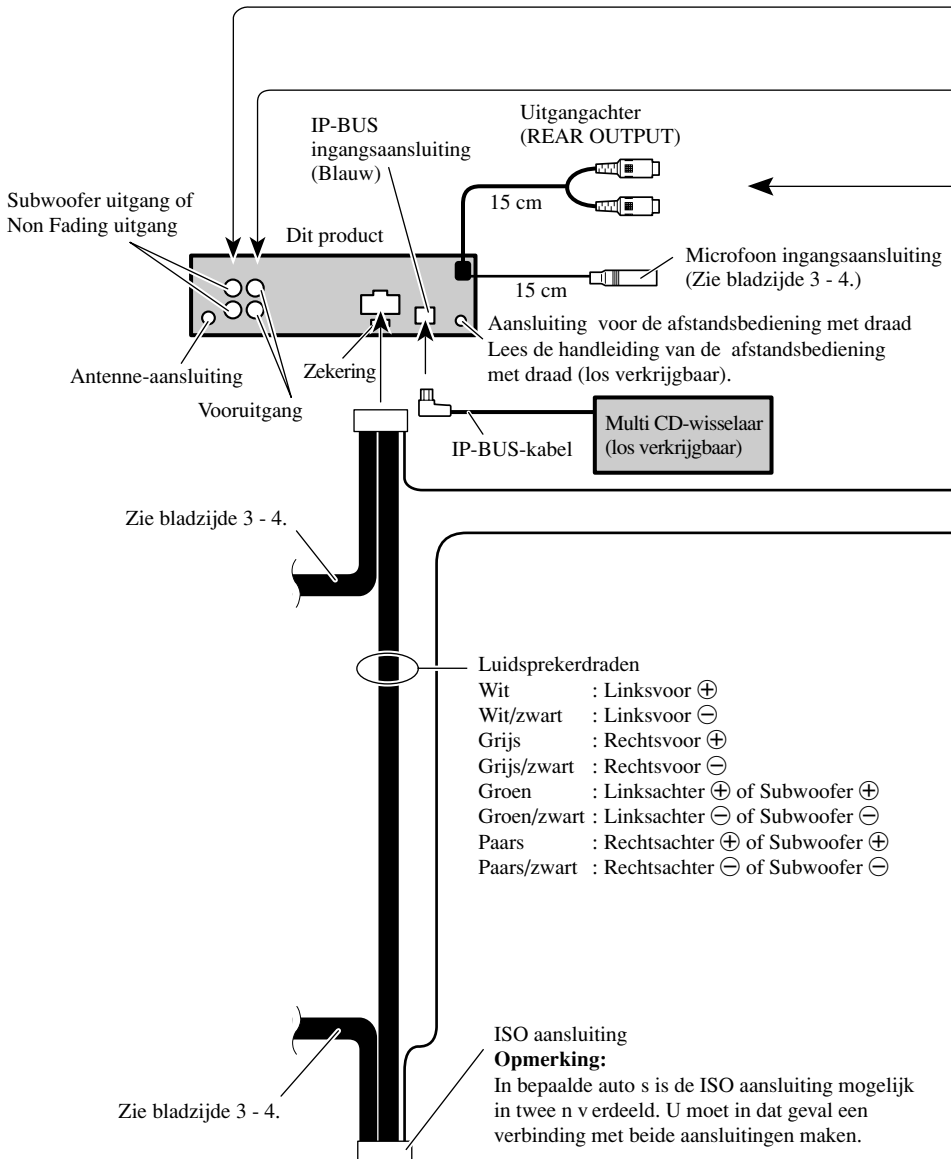 Uitgangachter
(REAR OUTPUT)
IP-BUS
ingangsaansluiting
(Blauw)
15 cm
Subwoofer uitgang of
Non Fading uitgang
Dit product
Microfoon ingangsaansluiting
(Zie bladzijde 3 - 4.)
15 cm
Aansluiting voor de afstandsbediening met draad
Lees de handleiding van de afstandsbediening
met draad (los verkrijgbaar).
Antenne-aansluiting
Zekering
Vooruitgang
Multi CD-wisselaar
(los verkrijgbaar)
IP-BUS-kabel
Zie bladzijde 3 - 4.
Luidsprekerdraden
Wit : Linksvoor ⊕
Wit/zwart : Linksvoor ⊖
Grijs : Rechtsvoor ⊕
Grijs/zwart : Rechtsvoor ⊖
Groen : Linksachter ⊕ of Subwoofer ⊕
Groen/zwart : Linksachter ⊖ of Subwoofer ⊖
Paars : Rechtsachter ⊕ of Subwoofer ⊕
Paars/zwart : Rechtsachter ⊖ of Subwoofer ⊖
ISO aansluiting
Opmerking:
In bepaalde auto s is de ISO aansluiting mogelijk
in twee n v erdeeld. U moet in dat geval een
verbinding met beide aansluitingen maken.
Zie bladzijde 3 - 4.